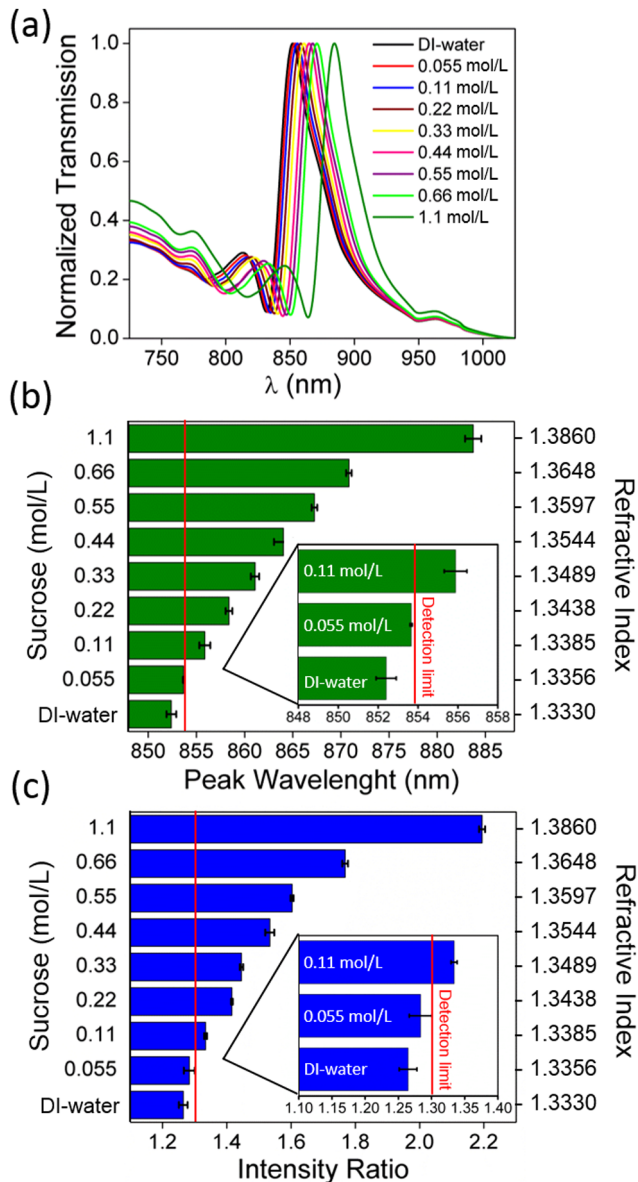 (a)
Normalized Transmission
1.0
0.8
0.6
0.4
0.2
0.0
DI-water
0.055 mol/L
0.11 mol/L
0.22 mol/L
0.33 mol/L
0.44 mol/L
0.55 mol/L
0.66 mol/L
1.1 mol/L
750 800 850 900 950 1000
λ (nm)
(b)
Sucrose (mol/L)
1.1
0.66
0.55
0.44
0.33
0.22
0.11
0.055
DI-water
0.11 mol/L
0.055 mol/L
DI-water
Detection limit
848 850 852 854 856 858
1.3860
1.3648
1.3597
1.3544
1.3489
1.3438
1.3385
1.3356
1.3330
Refractive Index
850 855 860 865 870 875 880 885
Peak Wavelenght (nm)
(c)
Sucrose (mol/L)
1.1
0.66
0.55
0.44
0.33
0.22
0.11
0.055
DI-water
0.11 mol/L
0.055 mol/L
DI-water
Detection limit
1.10 1.15 1.20 1.25 1.30 1.35 1.40
1.3860
1.3648
1.3597
1.3544
1.3489
1.3438
1.3385
1.3356
1.3330
Refractive Index
1.2 1.4 1.6 1.8 2.0 2.2
Intensity Ratio